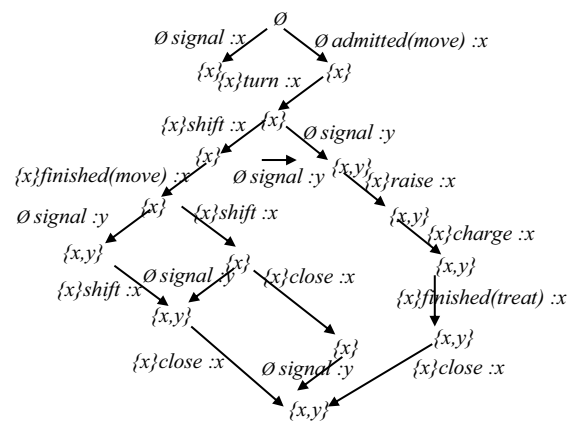 Ø
Ø signal :x
Ø admitted(move) :x
{x}
{x}turn :x
{x}
{x}shift :x
{x}
Ø signal :y
{x}
{x}finished(move) :x
Ø signal :y
{x,y}
{x}raise :x
Ø signal :y
{x}
{x}shift :x
{x,y}
{x}charge :x
{x,y}
Ø signal :y
{x}
{x}close :x
{x,y}
{x}shift :x
{x}finished(treat) :x
{x,y}
{x}close :x
{x}
{x,y}
Ø signal :y
{x}close :x
{x,y}